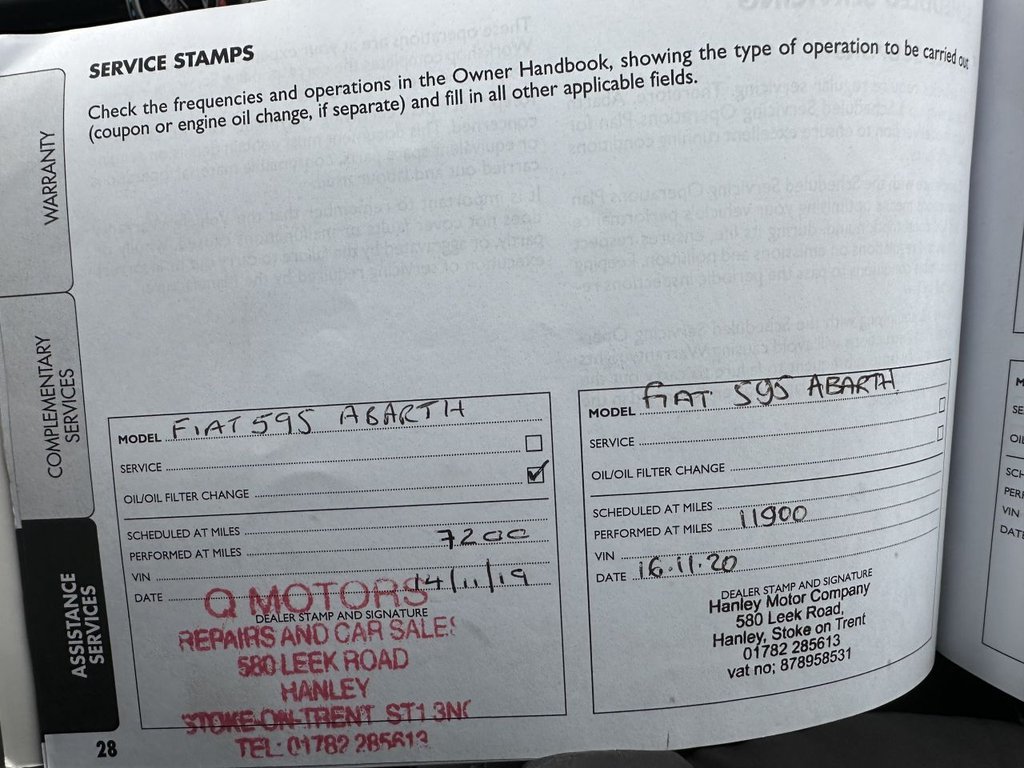 SERVICE STAMPS
Check the frequencies and operations in the Owner Handbook, showing the type of operation to be carried out
(coupon or engine oil change, if separate) and fill in all other applicable fields.
WARRANTY
COMPLEMENTARY
SERVICES
ASSISTANCE
SERVICES
MODEL FIAT 595 ABARTH
SERVICE
OIL/OIL FILTER CHANGE
SCHEDULED AT MILES
PERFORMED AT MILES 7200
VIN
DATE 14/11/19
Q MOTORS
DEALER STAMP AND SIGNATURE
REPAIRS AND CAR SALES
580 LEEK ROAD
HANLEY
STOKE-ON-TRENT ST1 3NG
TEL: 01782 285613
MODEL FIAT 595 ABARTH
SERVICE
OIL/OIL FILTER CHANGE
SCHEDULED AT MILES
PERFORMED AT MILES 11900
VIN
DATE 16.11.20
DEALER STAMP AND SIGNATURE
Hanley Motor Company
580 Leek Road,
Hanley, Stoke on Trent
01782 285613
vat no; 878958531
28
VIN